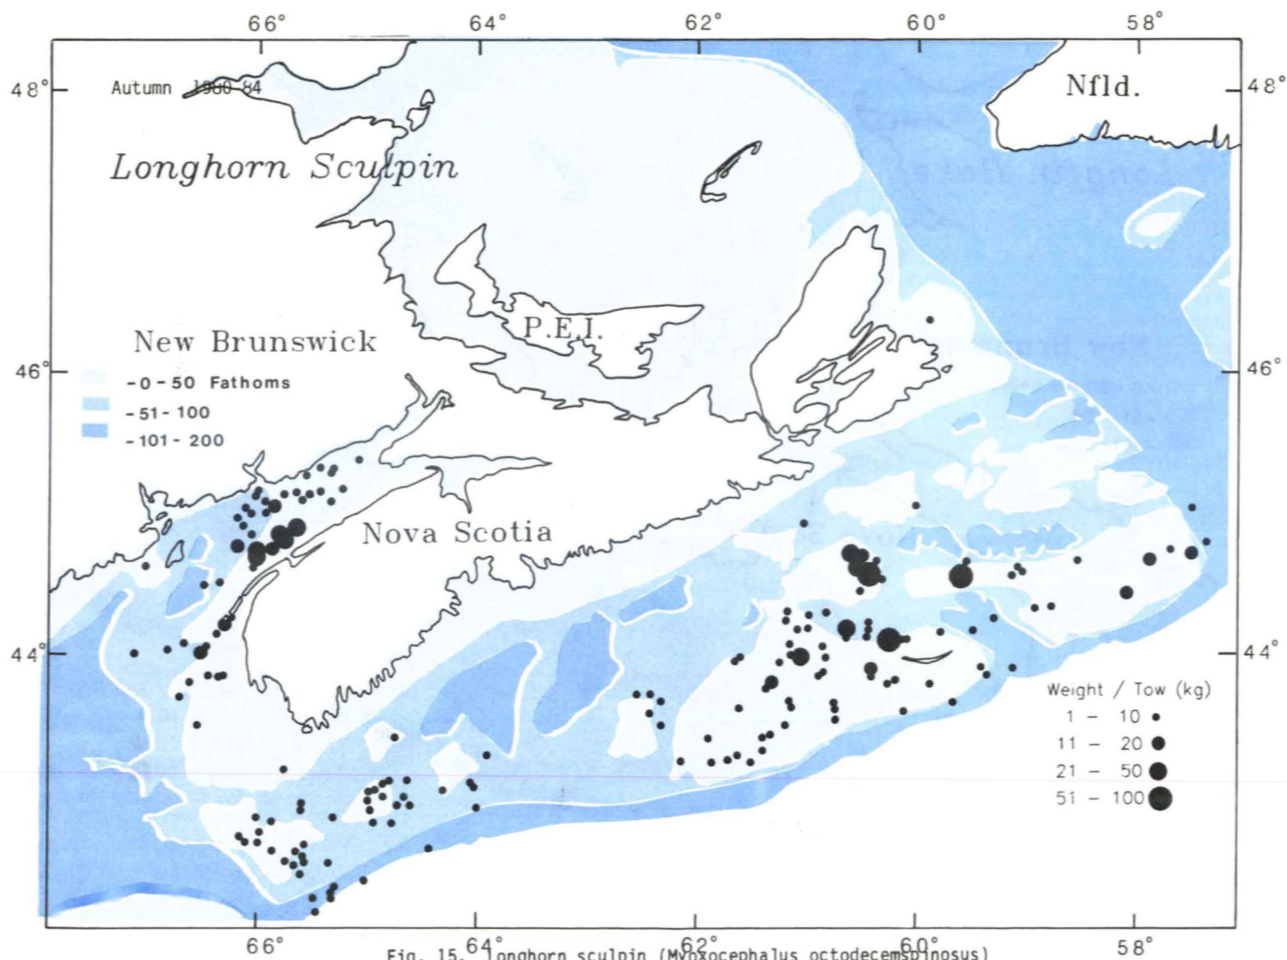 66° 64° 62° 60° 58°
48° 48°
Autumn 1980-84
Nfld.
Longhorn Sculpin
P.E.I.
New Brunswick
46° 46°
-0-50 Fathoms
-51-100
-101-200
Nova Scotia
44° 44°
Weight / Tow (kg)
1 - 10
11 - 20
21 - 50
51 - 100
66° 64° 62° 60° 58°
Fig. 15. longhorn sculpin (Myoxocephalus octodecemspinosus)